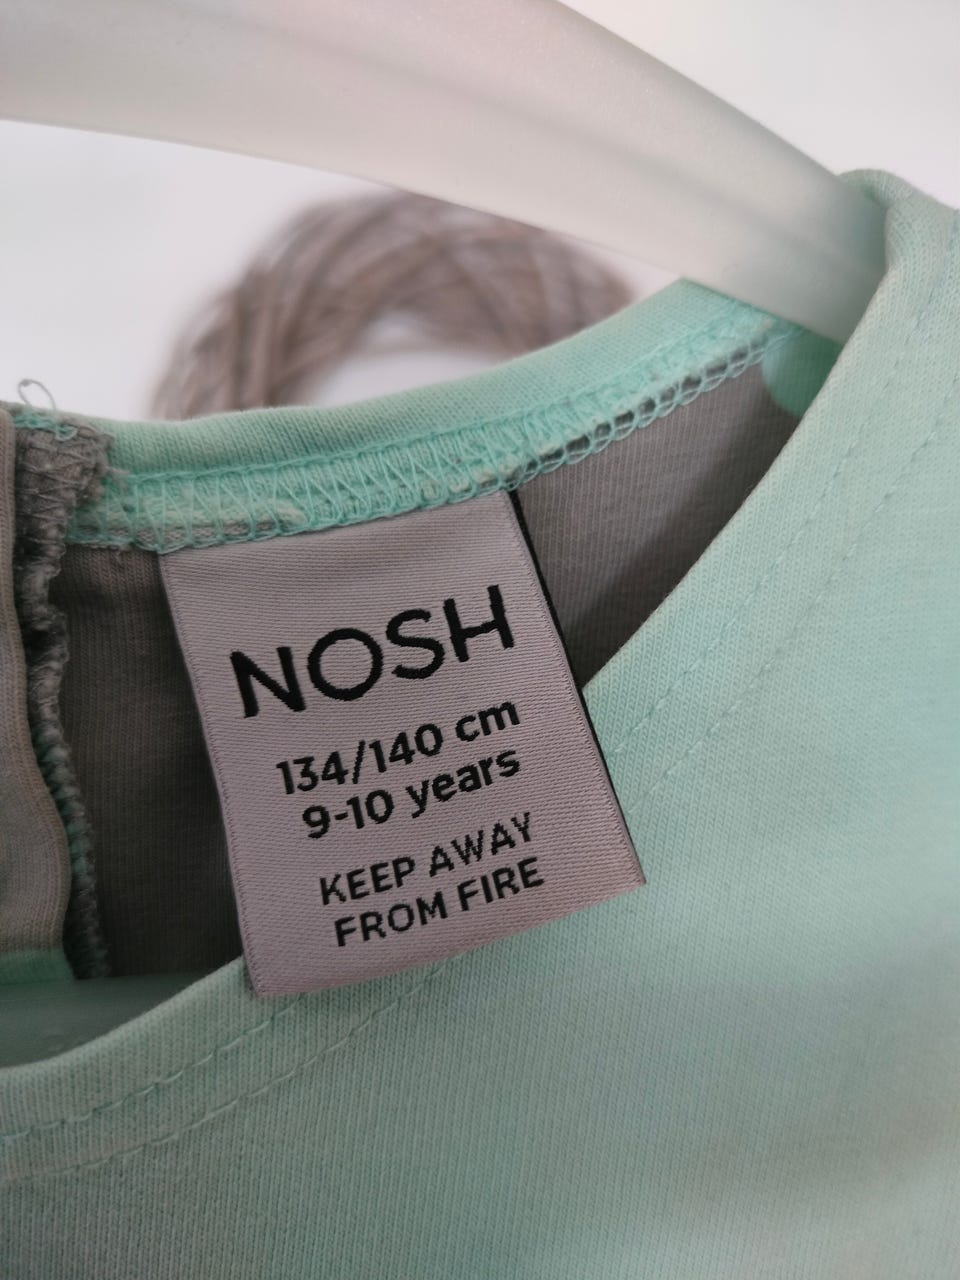 NOSH
134/140 cm
9-10 years
KEEP AWAY
FROM FIRE